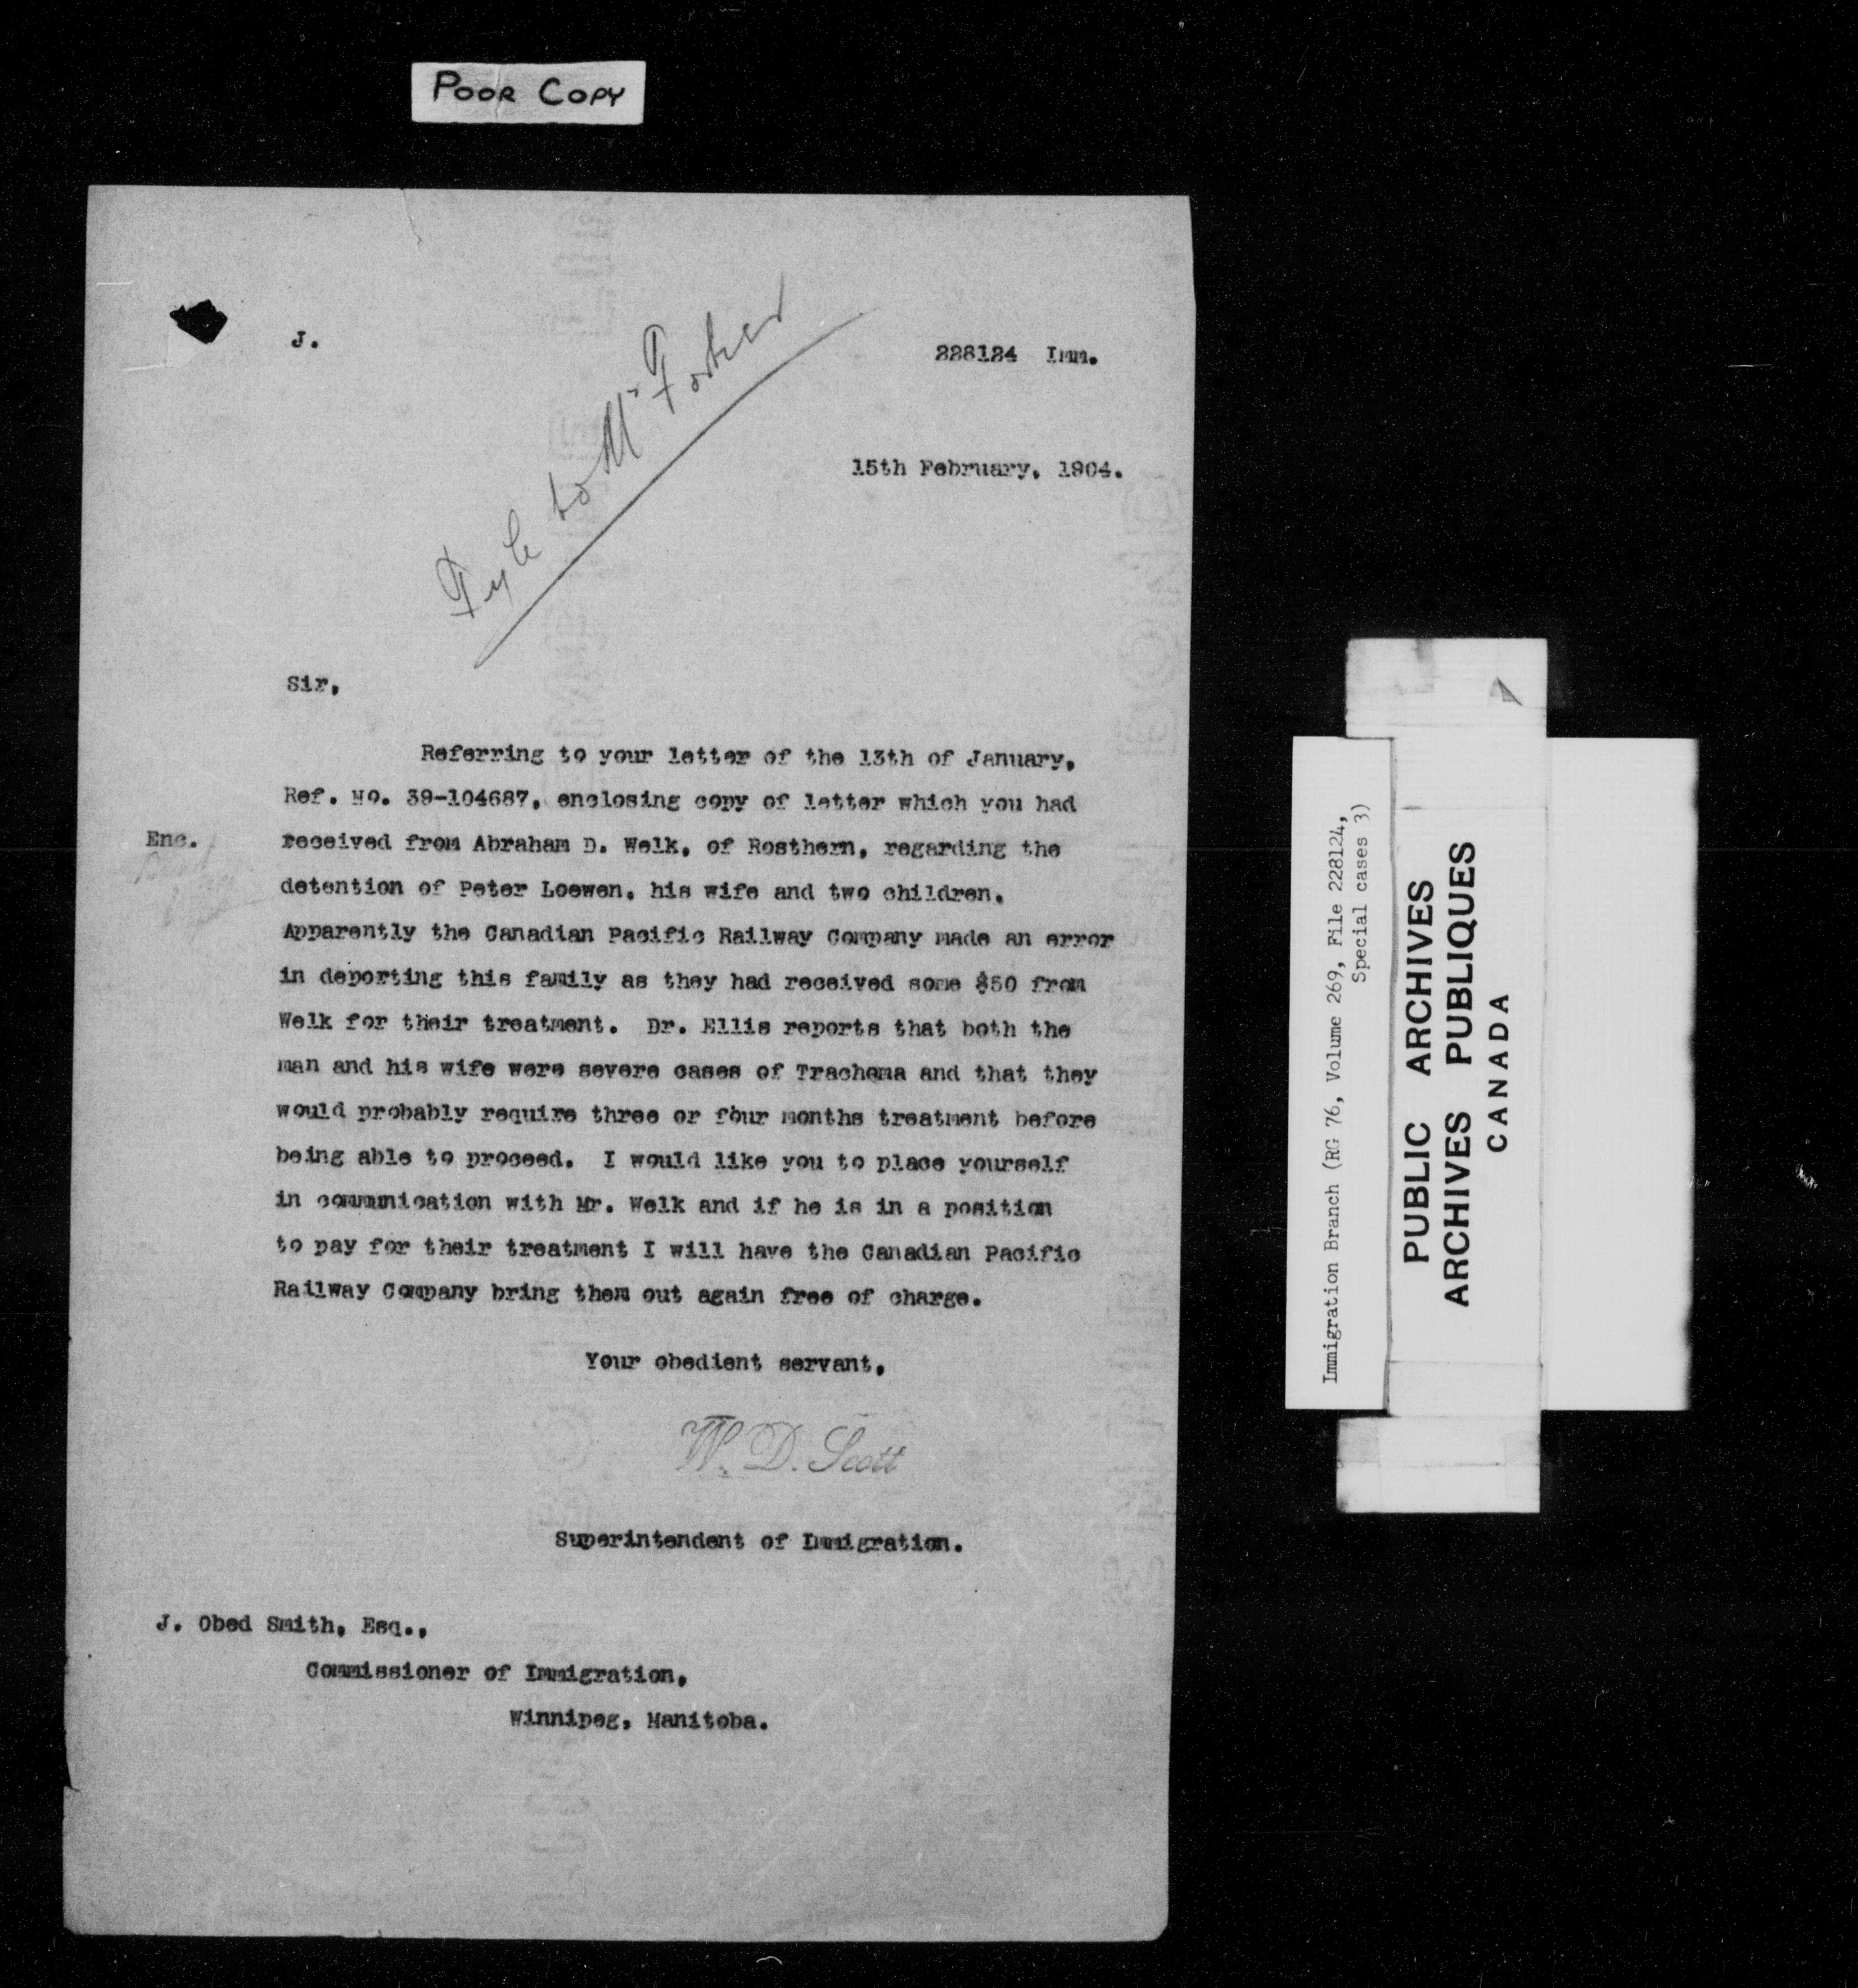 POOR COPY
J.
228124 Imm.
15th February, 1904.
Fyle to Mr
Sir,
Referring to your letter of the 13th of January,
Ref. No. 39-104687, enclosing copy of letter which you had
Enc.
received from Abraham D. Welk, of Rosthern, regarding the
detention of Peter Loewen, his wife and two children.
Apparently the Canadian Pacific Railway Company made an error
in deporting this family as they had received some $50 from
Welk for their treatment. Dr. Ellis reports that both the
man and his wife were severe cases of Trachoma and that they
would probably require three or four months treatment before
being able to proceed. I would like you to place yourself
in communication with Mr. Welk and if he is in a position
to pay for their treatment I will have the Canadian Pacific
Railway Company bring them out again free of charge.
Your obedient servant,
W. D. Scott
Superintendent of Immigration.
J. Obed Smith, Esq.,
Commissioner of Immigration,
Winnipeg, Manitoba.
Immigration Branch (RG 76, Volume 269, File 228124,
Special cases 3)
PUBLIC ARCHIVES
ARCHIVES PUBLIQUES
CANADA